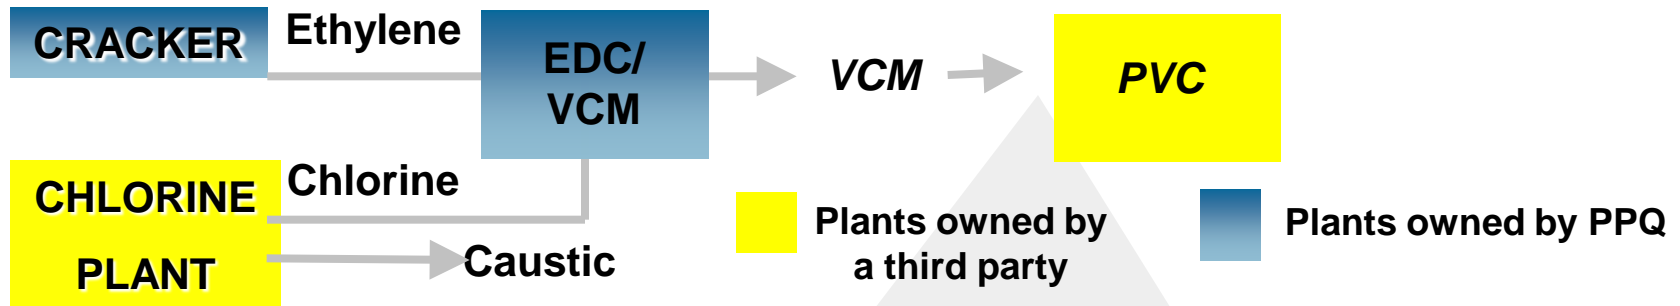 CRACKER
Ethylene
EDC/
VCM
VCM
PVC
CHLORINE
PLANT
Chlorine
Caustic
Plants owned by
a third party
Plants owned by PPQ